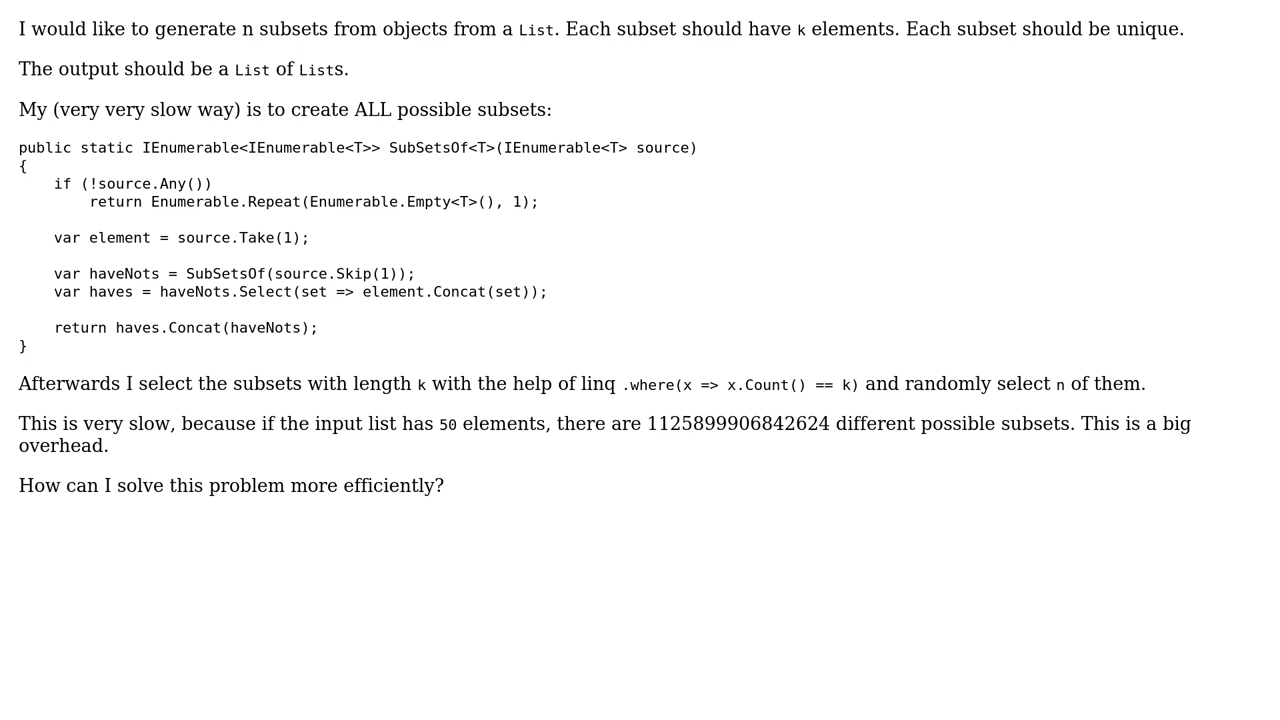 I would like to generate n subsets from objects from a List. Each subset should have k elements. Each subset should be unique.
The output should be a List of Lists.
My (very very slow way) is to create ALL possible subsets:
public static IEnumerable<IEnumerable<T>> SubSetsOf<T>(IEnumerable<T> source)
{
    if (!source.Any())
        return Enumerable.Repeat(Enumerable.Empty<T>(), 1);
    var element = source.Take(1);
    var haveNots = SubSetsOf(source.Skip(1));
    var haves = haveNots.Select(set => element.Concat(set));
    return haves.Concat(haveNots);
}
Afterwards I select the subsets with length k with the help of linq .where(x => x.Count() == k) and randomly select n of them.
This is very slow, because if the input list has 50 elements, there are 1125899906842624 different possible subsets. This is a big
overhead.
How can I solve this problem more efficiently?